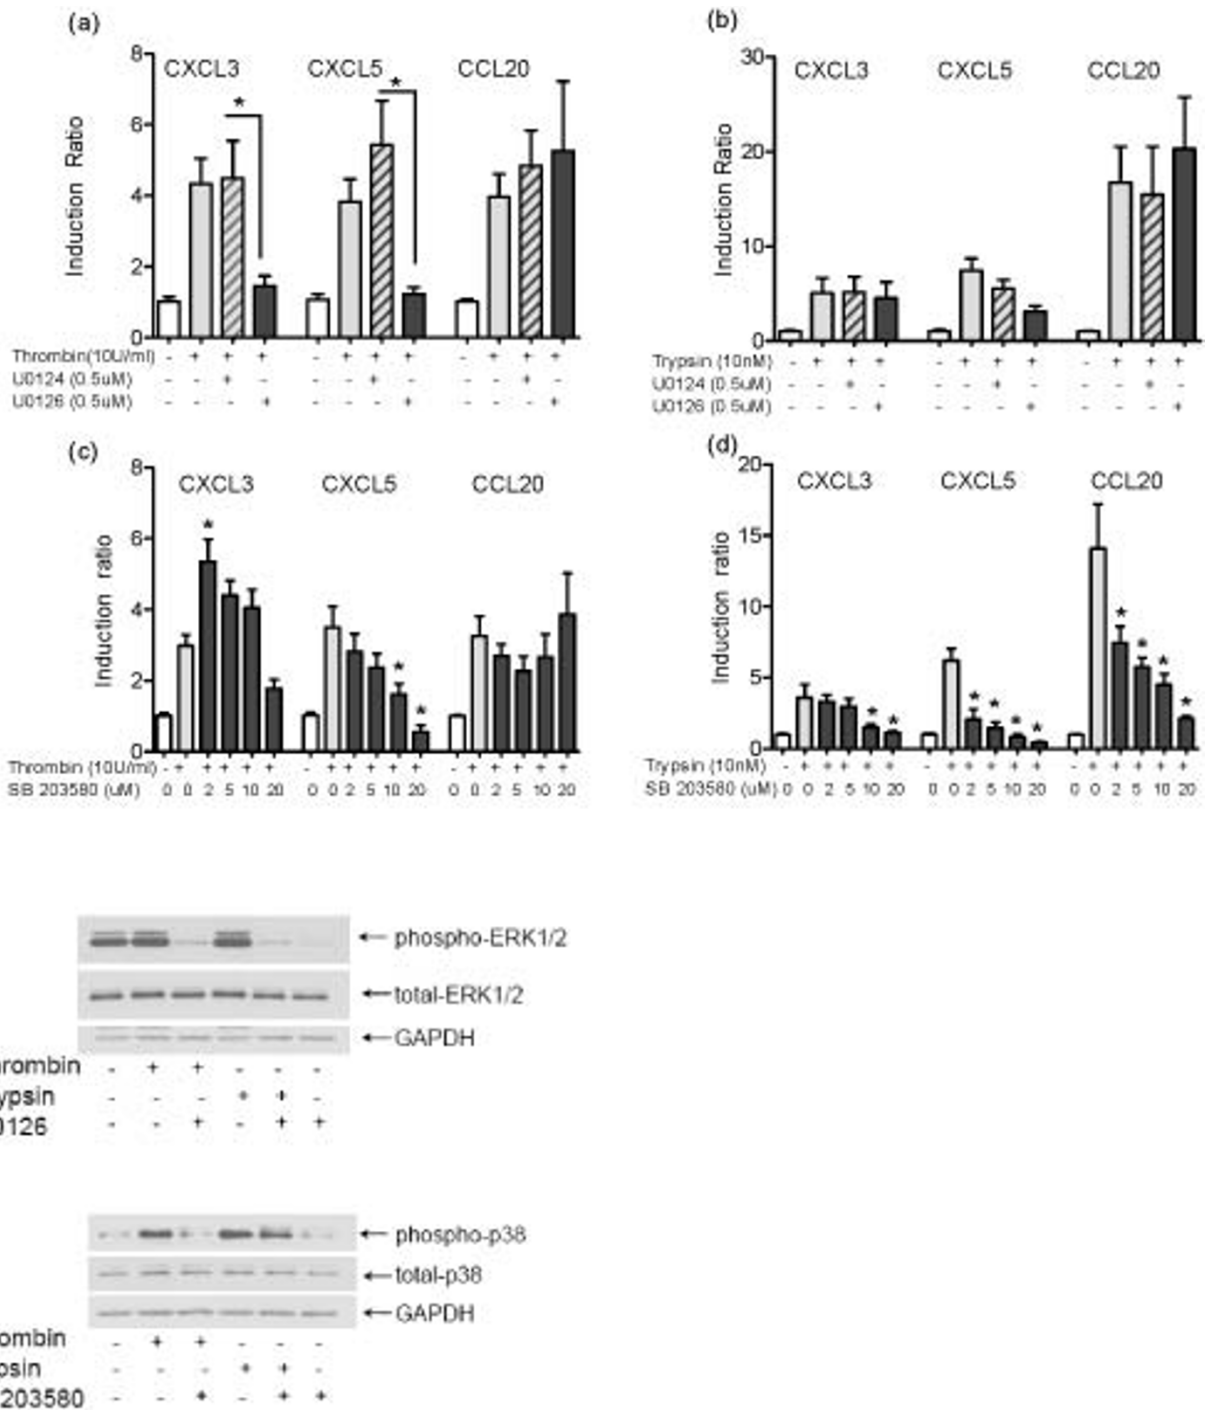 (a)
8
6
4
2
0
Induction Ratio
CXCL3 CXCL5 CCL20
* *
Thrombin(10U/ml) - + + + - + + + - + + +
U0124 (0.5uM) - - + - - - + - - - + -
U0126 (0.5uM) - - - + - - - + - - - +
(b)
30
20
10
0
Induction Ratio
CXCL3 CXCL5 CCL20
Trypsin (10nM) - + + + - + + + - + + +
U0124 (0.5uM) - - + - - - + - - - + -
U0126 (0.5uM) - - - + - - - + - - - +
(c)
8
6
4
2
0
Induction ratio
CXCL3 CXCL5 CCL20
* * *
Thrombin (10U/ml) - + + + + + - + + + + + - + + + + +
SB 203580 (uM) 0 0 2 5 10 20 0 0 2 5 10 20 0 0 2 5 10 20
(d)
20
15
10
5
0
Induction ratio
CXCL3 CXCL5 CCL20
* * * * * * * * * *
Trypsin (10nM) - + + + + + - + + + + + - + + + + +
SB 203580 (uM) 0 0 2 5 10 20 0 0 2 5 10 20 0 0 2 5 10 20
phospho-ERK1/2
total-ERK1/2
GAPDH
hrombin - + + - - -
ypsin - - - + + -
0126 - - + - + +
phospho-p38
total-p38
GAPDH
ombin - + + - - -
osin - - - + + -
203580 - - + - + +